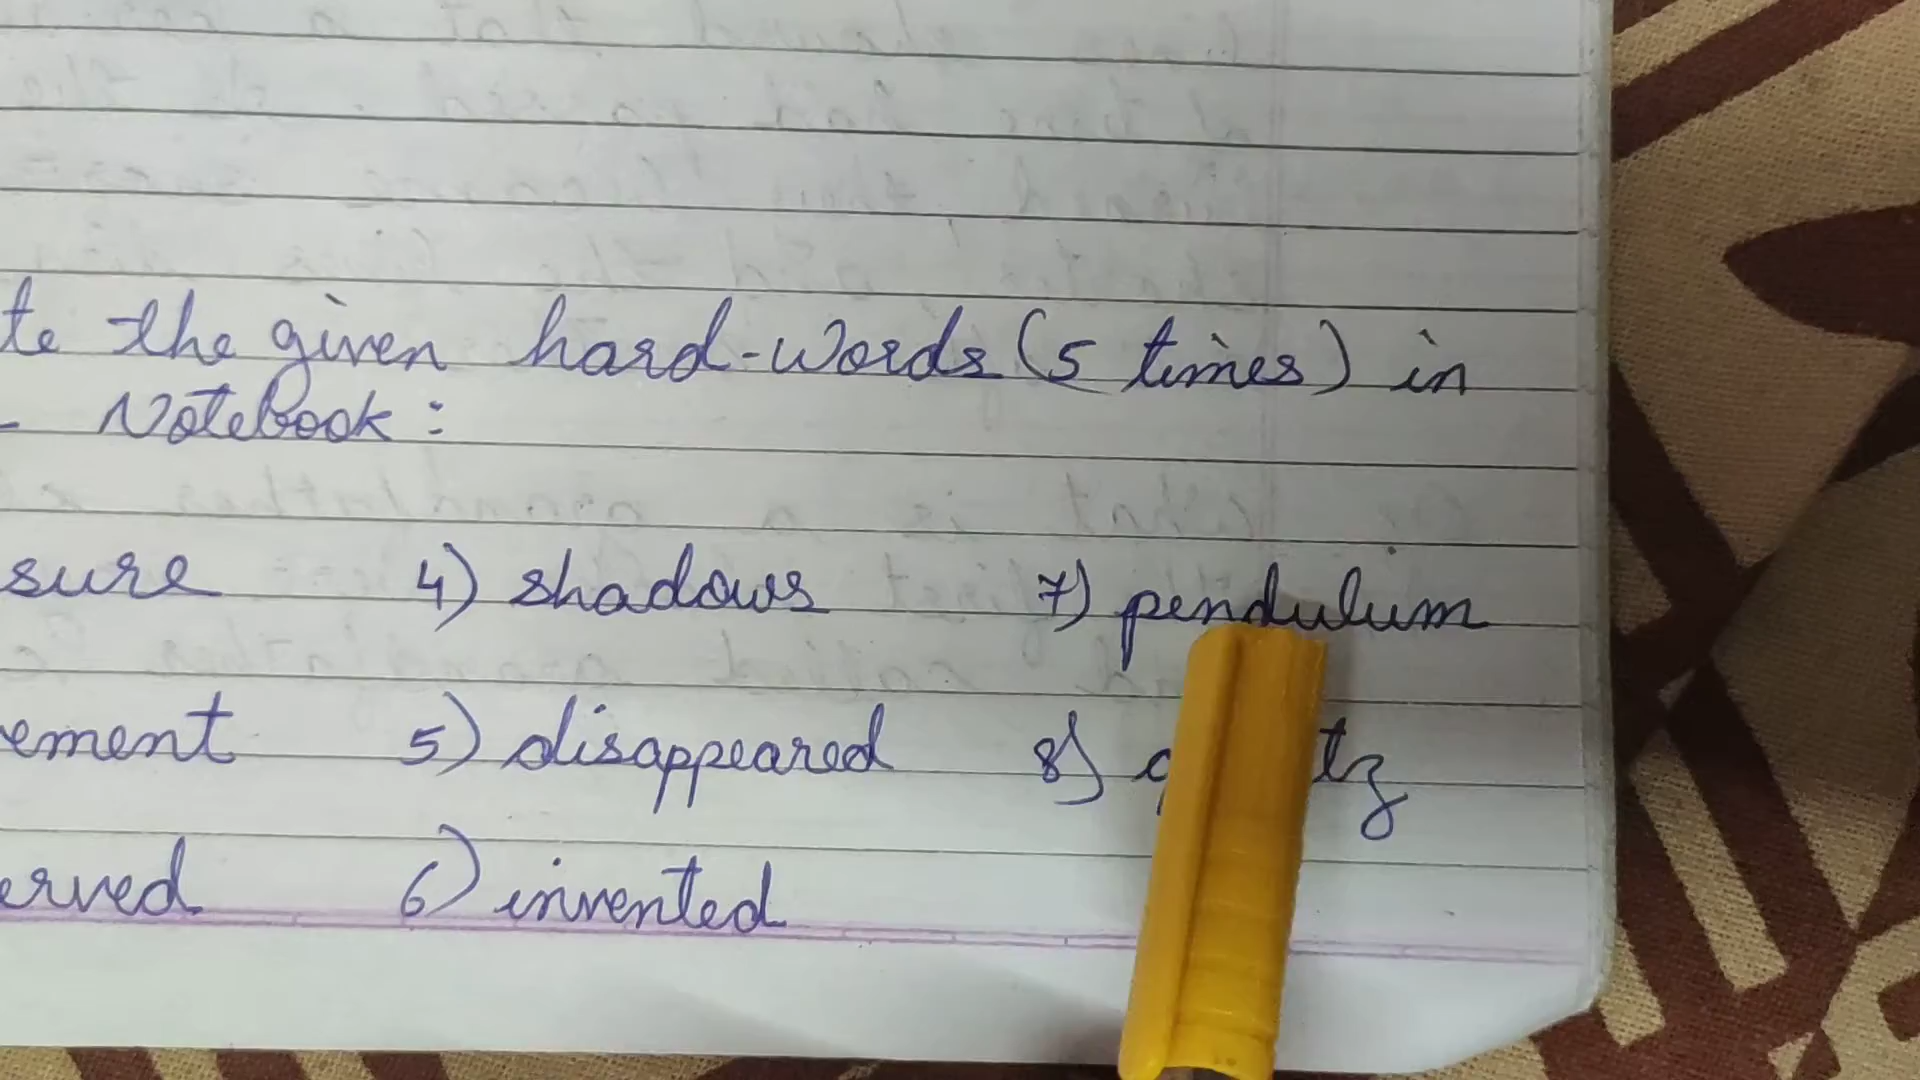 te the given hard-words (5 times) in
- Notebook:
sure 4) shadows 7) pendulum
ement 5) disappeared 8) q tz
erved 6) invented